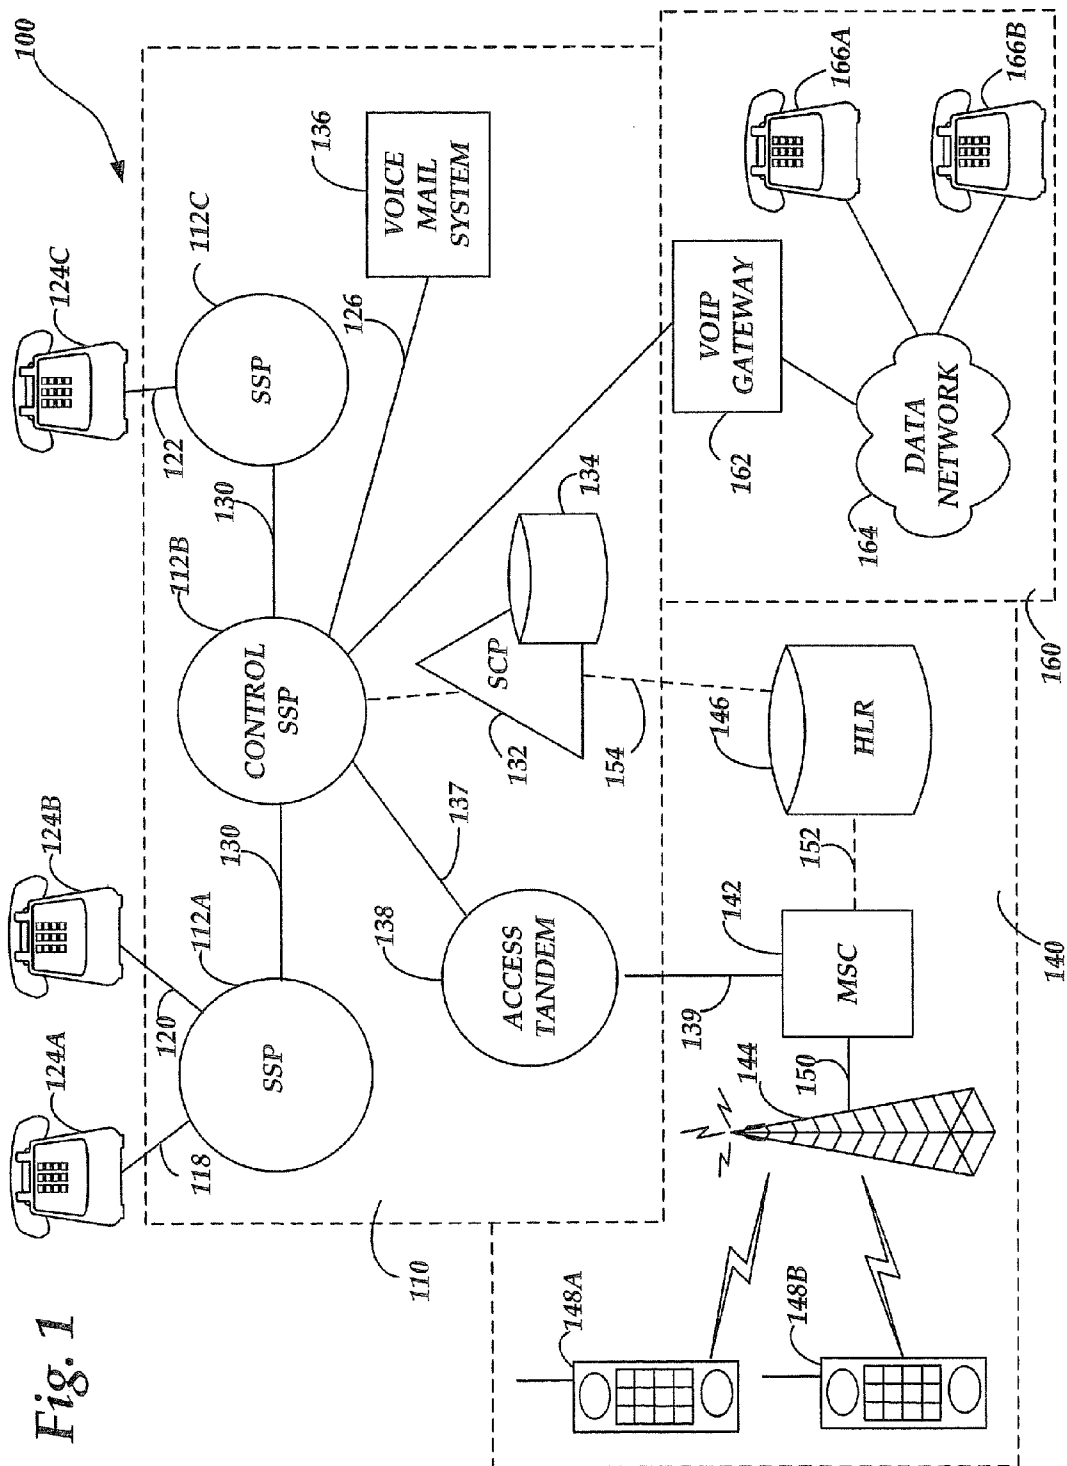 Fig. 1
100
124A
124B
124C
118
120
122
112A
112B
112C
SSP
CONTROL
SSP
SSP
130
130
126
136
VOICE
MAIL
SYSTEM
110
138
137
ACCESS
TANDEM
132
SCP
134
154
139
142
MSC
152
146
HLR
144
150
148A
148B
140
162
VOIP
GATEWAY
164
DATA
NETWORK
166A
166B
160